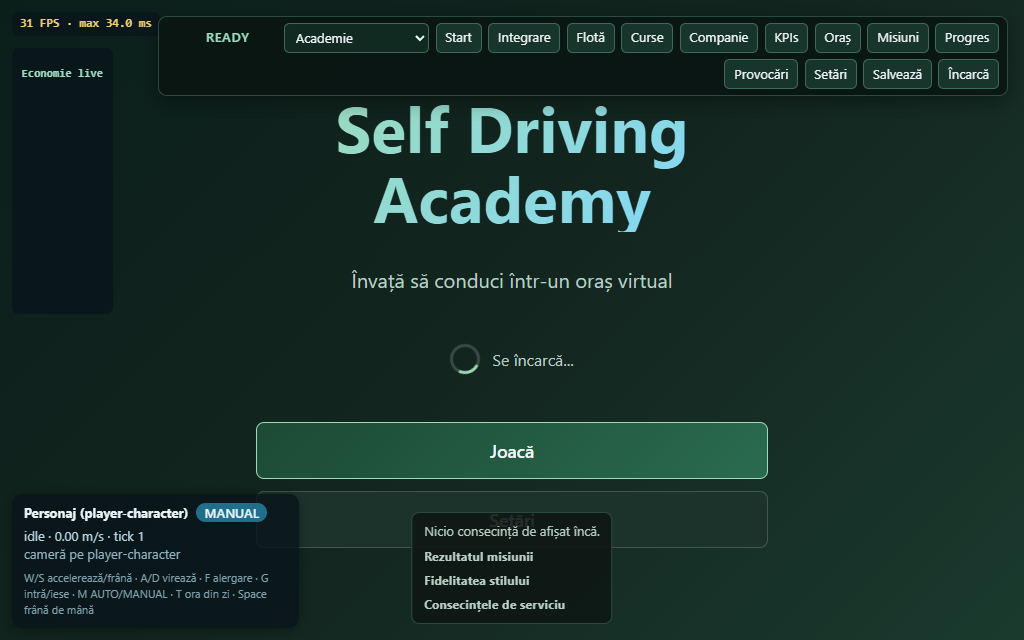 31 FPS · max 34.0 ms
READY
Academie
Start
Integrare
Flotă
Curse
Companie
KPIs
Oraș
Misiuni
Progres
Provocări
Setări
Salvează
Încarcă
Economie live
Self Driving
Academy
Învață să conduci într-un oraș virtual
Se încarcă...
Joacă
Setări
Personaj (player-character) MANUAL
idle · 0.00 m/s · tick 1
cameră pe player-character
W/S accelerează/frână · A/D virează · F alergare · G
intră/iese · M AUTO/MANUAL · T ora din zi · Space
frână de mână
Nicio consecință de afișat încă.
Rezultatul misiunii
Fidelitatea stilului
Consecințele de serviciu